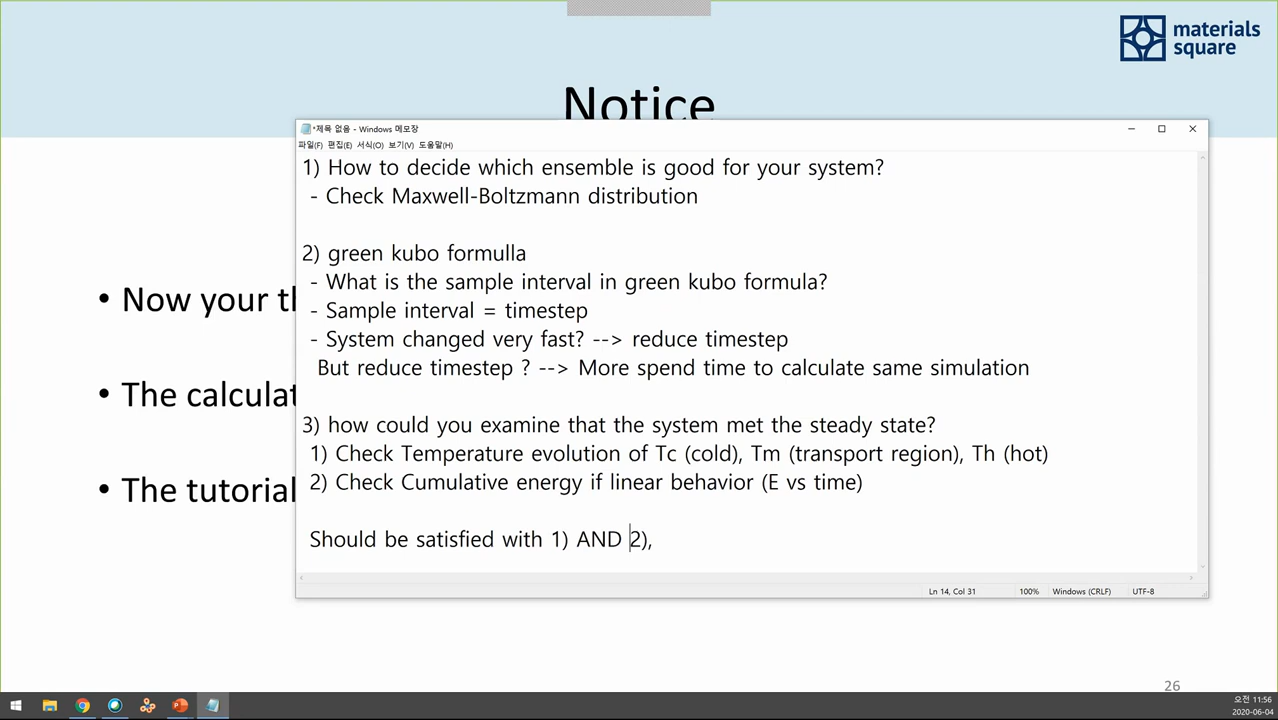 materials
square
Notice
*제목 없음 - Windows 메모장
파일(F) 편집(E) 서식(O) 보기(V) 도움말(H)
1) How to decide which ensemble is good for your system?
- Check Maxwell-Boltzmann distribution
2) green kubo formulla
- What is the sample interval in green kubo formula?
- Sample interval = timestep
- System changed very fast? --> reduce timestep
But reduce timestep ? --> More spend time to calculate same simulation
3) how could you examine that the system met the steady state?
1) Check Temperature evolution of Tc (cold), Tm (transport region), Th (hot)
2) Check Cumulative energy if linear behavior (E vs time)
Should be satisfied with 1) AND 2),
• Now your th
• The calculat
• The tutorial
Ln 14, Col 31 100% Windows (CRLF) UTF-8
26
오전 11:56
2020-06-04